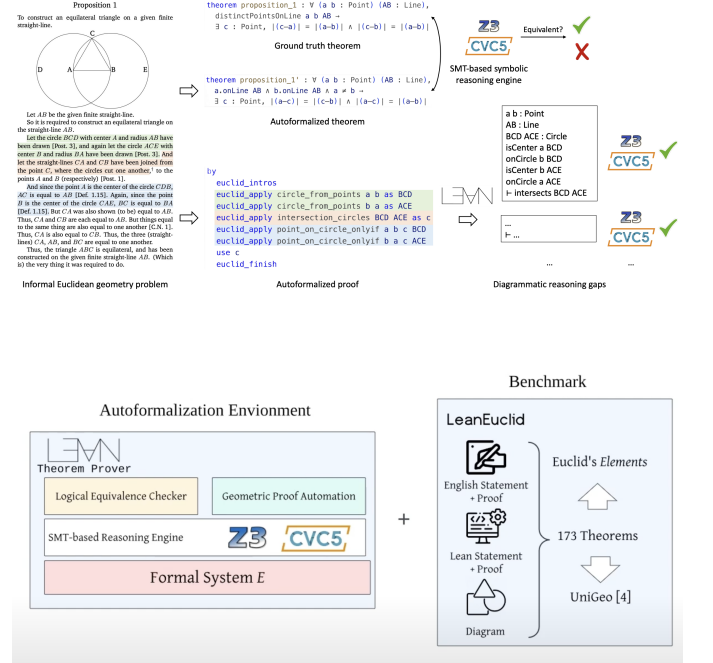 Proposition 1
To construct an equilateral triangle on a given finite
straight-line.
C
D
A
B
E
Let AB be the given finite straight-line.
So it is required to construct an equilateral triangle on
the straight-line AB.
Let the circle BCD with center A and radius AB have
been drawn [Post. 3], and again let the circle ACE with
center B and radius BA have been drawn [Post. 3]. And
let the straight-lines CA and CB have been joined from
the point C, where the circles cut one another,¹ to the
points A and B (respectively) [Post. 1].
And since the point A is the center of the circle CDB,
AC is equal to AB [Def. 1.15]. Again, since the point
B is the center of the circle CAE, BC is equal to BA
[Def. 1.15]. But CA was also shown (to be) equal to AB.
Thus, CA and CB are each equal to AB. But things equal
to the same thing are also equal to one another [C.N. 1].
Thus, CA is also equal to CB. Thus, the three (straight-
lines) CA, AB, and BC are equal to one another.
Thus, the triangle ABC is equilateral, and has been
constructed on the given finite straight-line AB. (Which
is) the very thing it was required to do.
Informal Euclidean geometry problem
theorem proposition_1 : ∀ (a b : Point) (AB : Line),
distinctPointsOnLine a b AB →
∃ c : Point, |(c—a)| = |(a—b)| ∧ |(c—b)| = |(a—b)|
Ground truth theorem
theorem proposition_1' : ∀ (a b : Point) (AB : Line),
a.onLine AB ∧ b.onLine AB ∧ a ≠ b →
∃ c : Point, |(a—c)| = |(c—b)| ∧ |(a—c)| = |(a—b)|
Autoformalized theorem
by
euclid_intros
euclid_apply circle_from_points a b as BCD
euclid_apply circle_from_points b a as ACE
euclid_apply intersection_circles BCD ACE as c
euclid_apply point_on_circle_onlyif a b c BCD
euclid_apply point_on_circle_onlyif b a c ACE
use c
euclid_finish
Autoformalized proof
Z3
CVC5
SMT-based symbolic
reasoning engine
Equivalent?
LEAN
a b : Point
AB : Line
BCD ACE : Circle
isCenter a BCD
onCircle b BCD
isCenter b ACE
onCircle a ACE
⊢ intersects BCD ACE
Z3
CVC5
...
⊢ ...
Z3
CVC5
...
...
Diagrammatic reasoning gaps
Autoformalization Envionment
LEAN
Theorem Prover
Logical Equivalence Checker
Geometric Proof Automation
SMT-based Reasoning Engine
Z3
CVC5
Formal System E
+
Benchmark
LeanEuclid
English Statement
+ Proof
Lean Statement
+ Proof
Diagram
Euclid's Elements
173 Theorems
UniGeo [4]